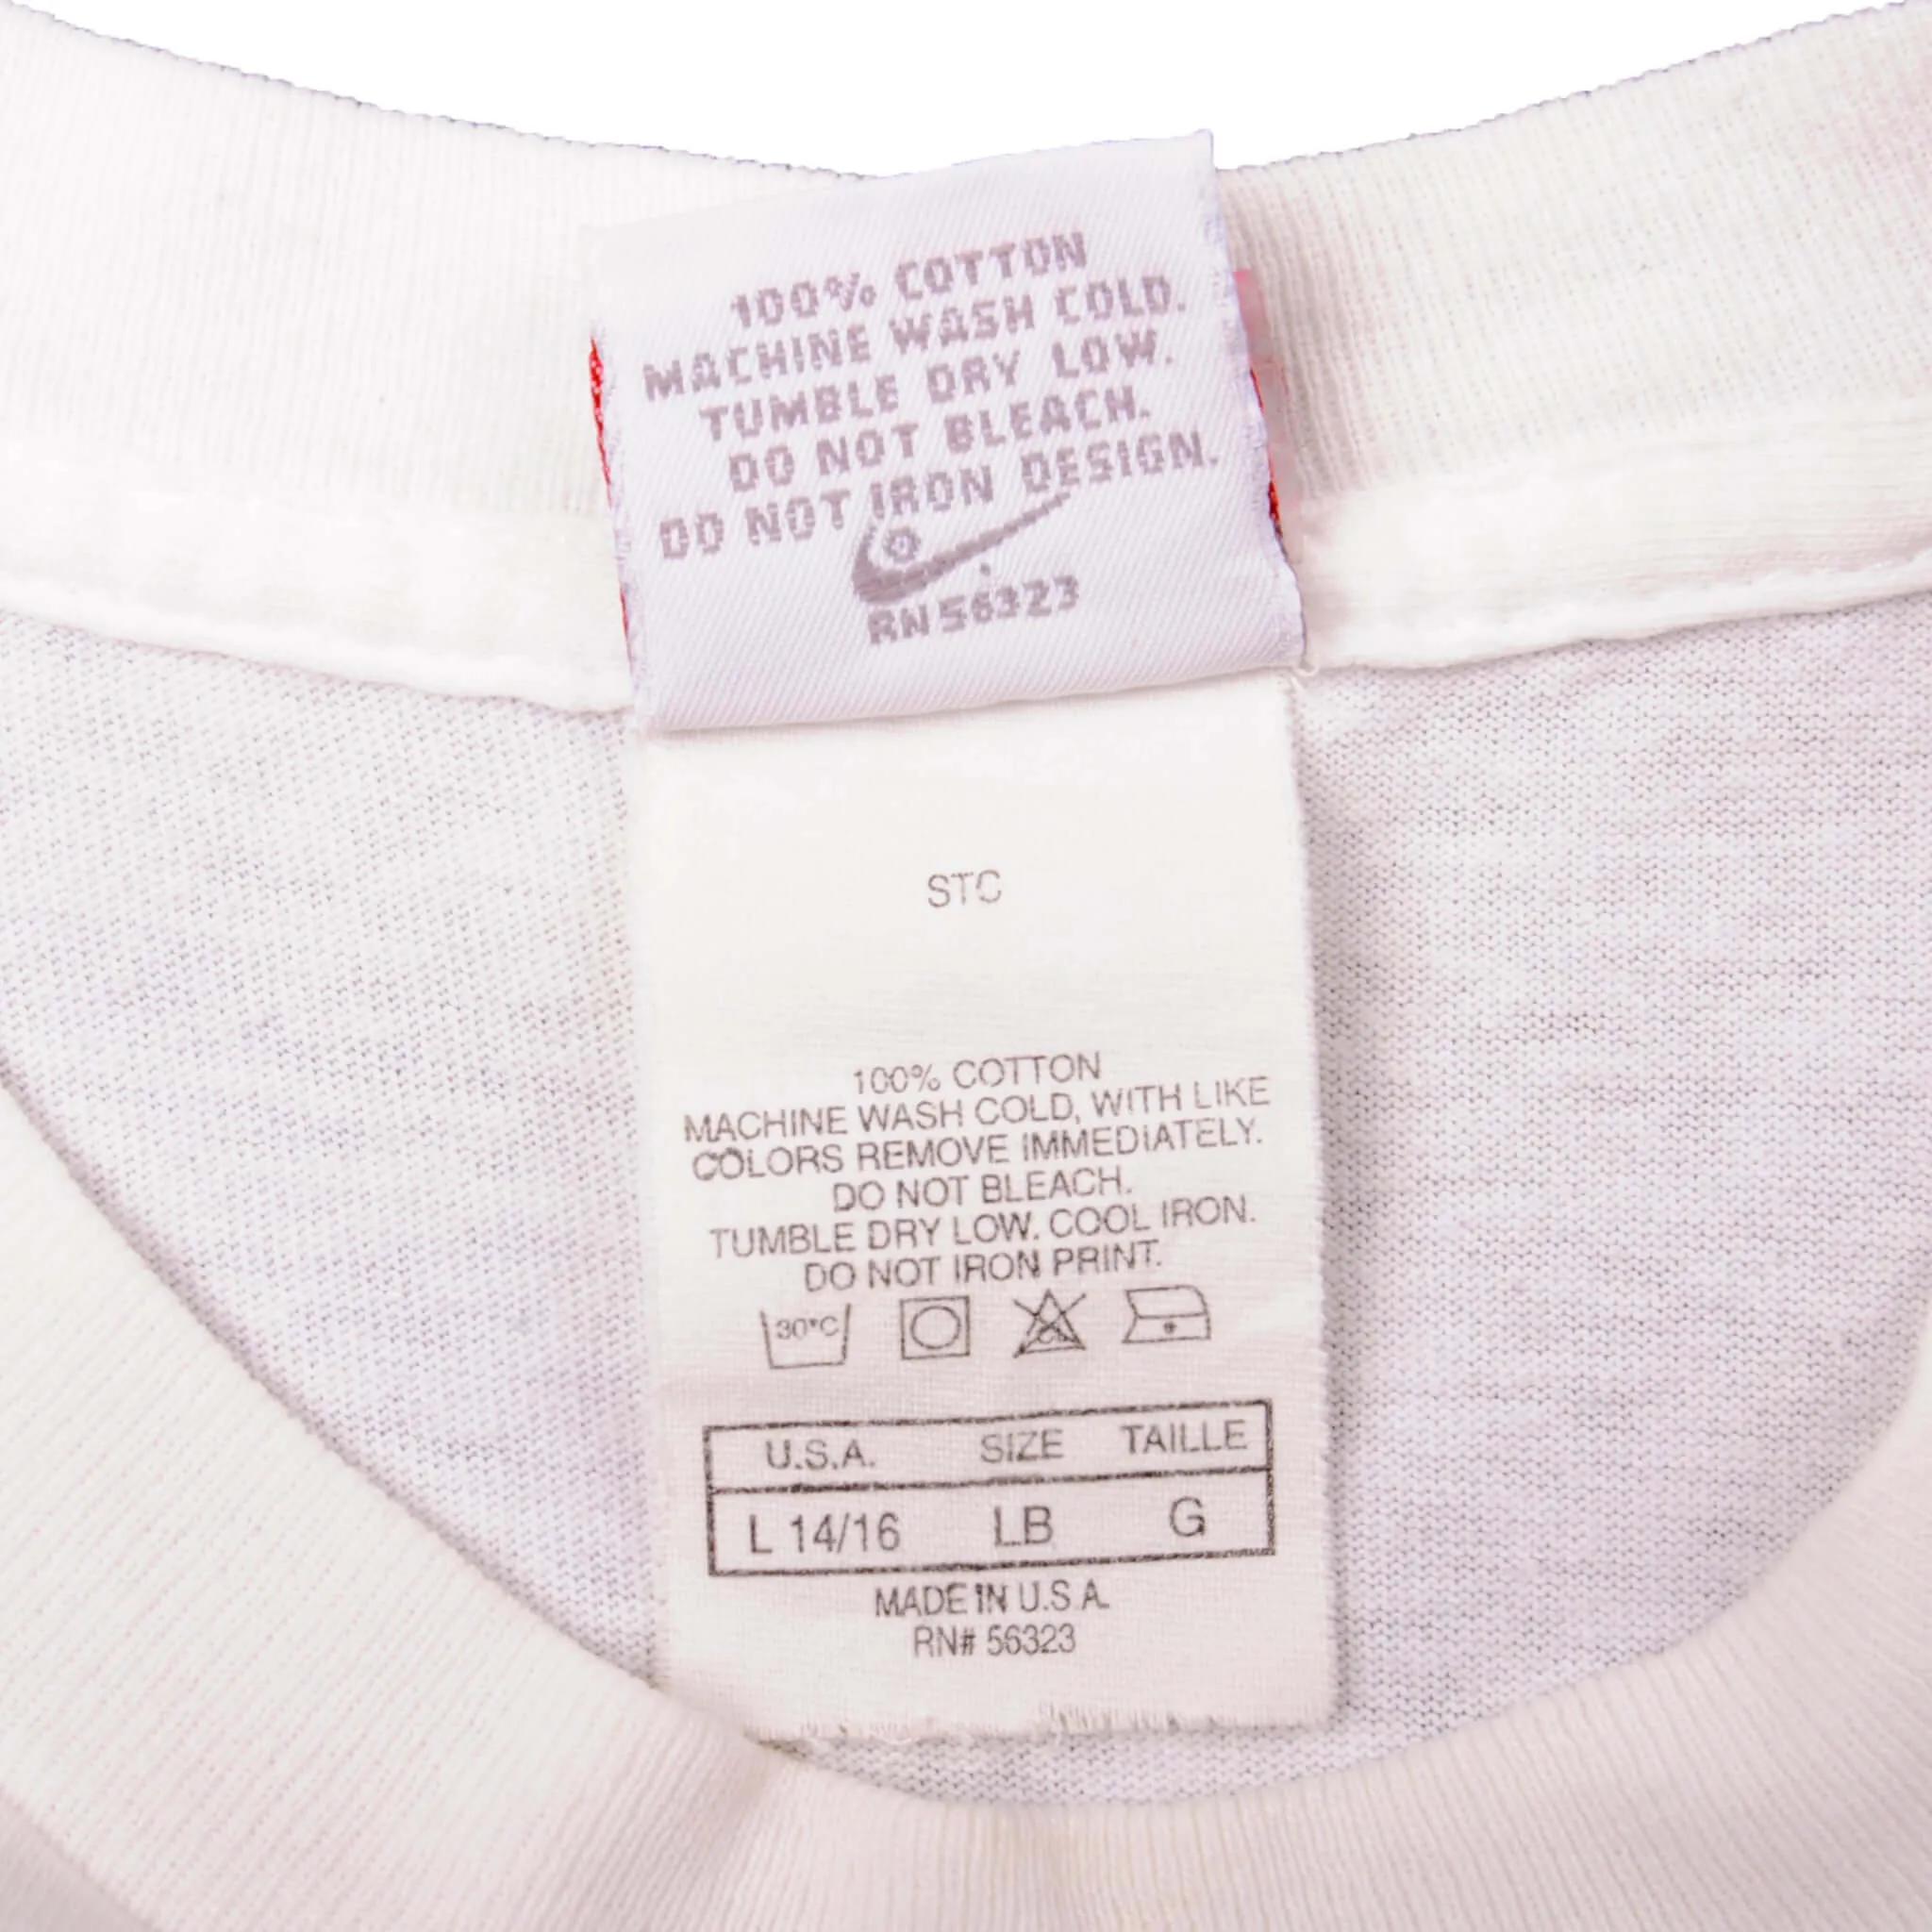 100% COTTON
MACHINE WASH COLD.
TUMBLE DRY LOW.
DO NOT BLEACH.
DO NOT IRON DESIGN.
R
RN 56323
STC
100% COTTON
MACHINE WASH COLD, WITH LIKE
COLORS REMOVE IMMEDIATELY.
DO NOT BLEACH.
TUMBLE DRY LOW. COOL IRON.
DO NOT IRON PRINT.
30°C CL
U.S.A. SIZE TAILLE
L 14/16 LB G
MADE IN U.S.A.
RN# 56323